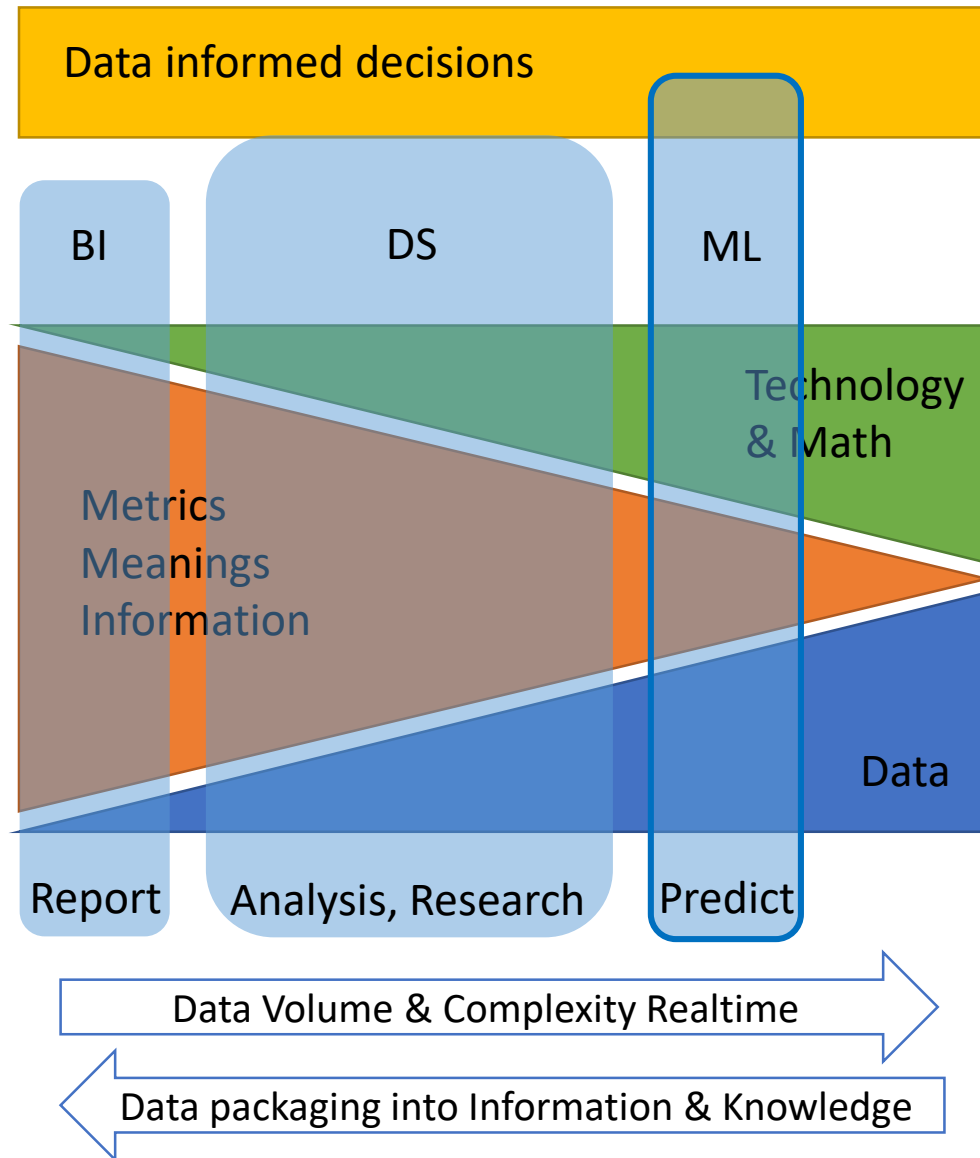 Data informed decisions
BI
DS
ML
Technology
& Math
Metrics
Meanings
Information
Data
Report
Analysis, Research
Predict
Data Volume & Complexity Realtime
Data packaging into Information & Knowledge